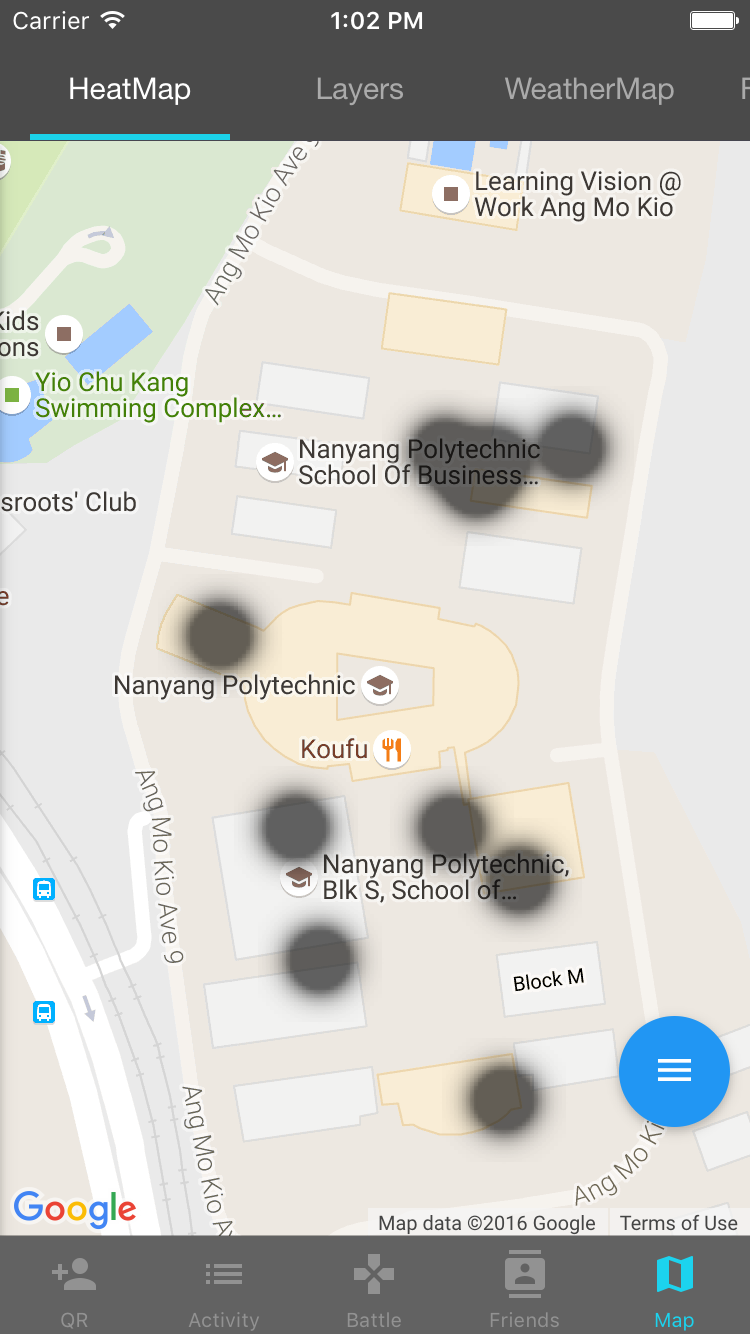 Carrier 1:02 PM
HeatMap Layers WeatherMap
Ang Mo Kio Ave 9
Learning Vision @
Work Ang Mo Kio
Kids
ons
Yio Chu Kang
Swimming Complex...
Nanyang Polytechnic
School Of Business...
sroots' Club
e
Nanyang Polytechnic
Koufu
Ang Mo Kio Ave 9
Nanyang Polytechnic,
Blk S, School of...
Block M
Ang Mo Kio Av
Ang Mo Ki
Google
Map data ©2016 Google Terms of Use
QR Activity Battle Friends Map